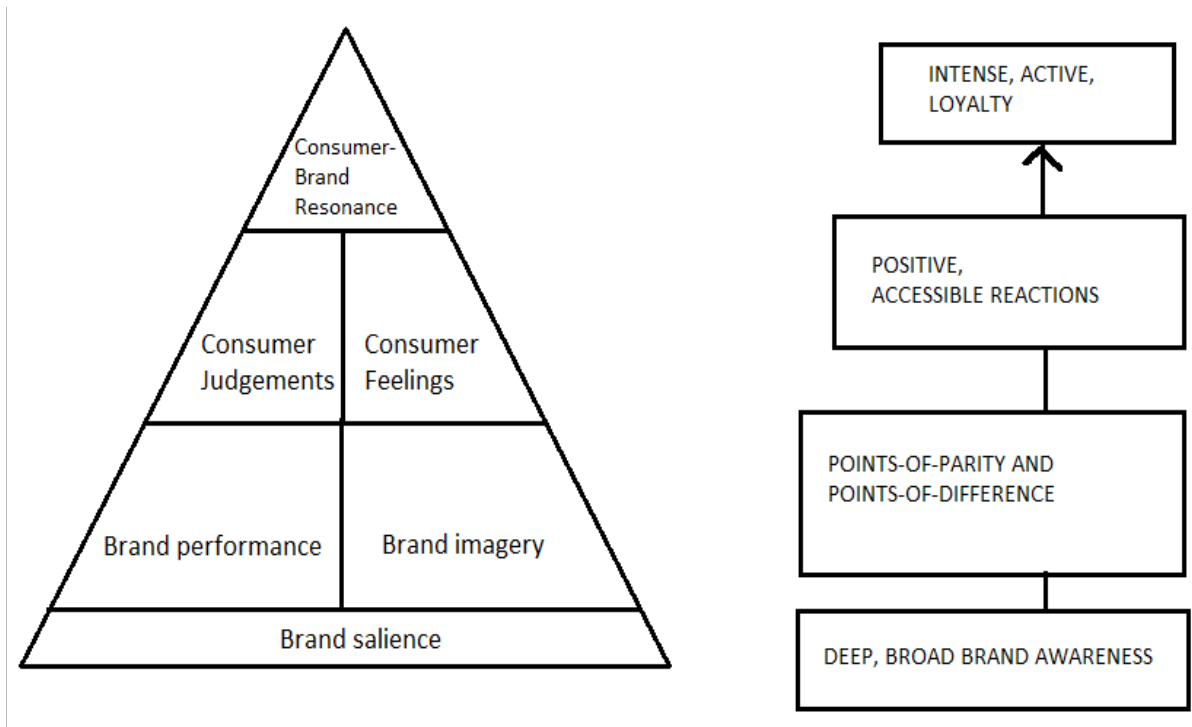 Consumer-
Brand
Resonance
Consumer
Judgements
Consumer
Feelings
Brand performance
Brand imagery
Brand salience
INTENSE, ACTIVE,
LOYALTY
POSITIVE,
ACCESSIBLE REACTIONS
POINTS-OF-PARITY AND
POINTS-OF-DIFFERENCE
DEEP, BROAD BRAND AWARENESS